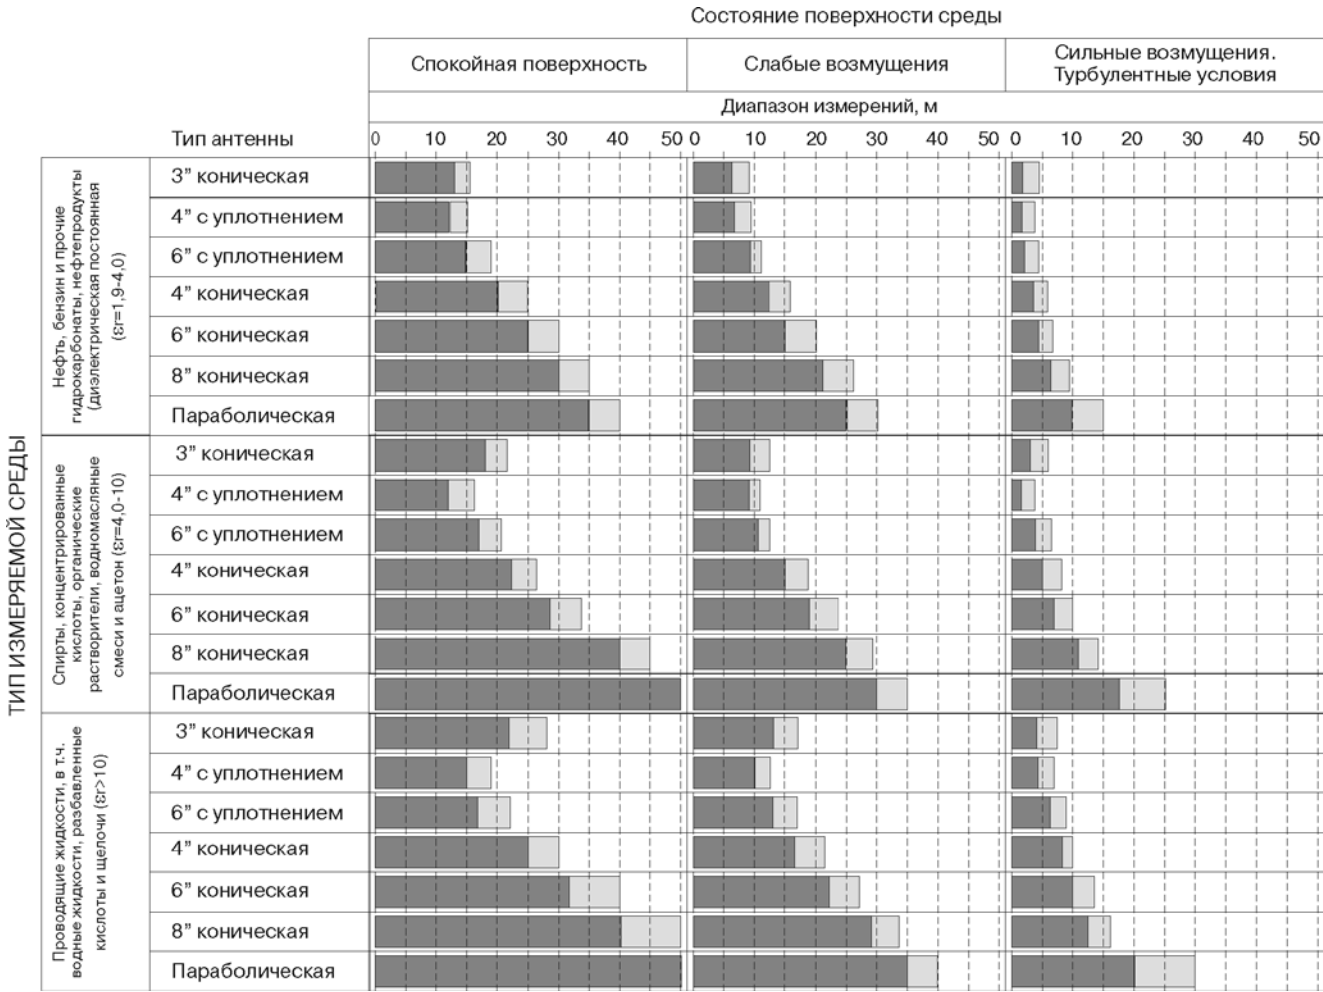 Состояние поверхности среды
Спокойная поверхность
Слабые возмущения
Сильные возмущения.
Турбулентные условия
Диапазон измерений, м
Тип антенны
0 10 20 30 40 50 0 10 20 30 40 50 0 10 20 30 40 50
ТИП ИЗМЕРЯЕМОЙ СРЕДЫ
Нефть, бензин и прочие
гидрокарбонаты, нефтепродукты
(диэлектрическая постоянная
(εr=1,9-4,0)
3” коническая
4” с уплотнением
6” с уплотнением
4” коническая
6” коническая
8” коническая
Параболическая
Спирты, концентрированные
кислоты, органические
растворители, водномасляные
смеси и ацетон (εr=4,0-10)
3” коническая
4” с уплотнением
6” с уплотнением
4” коническая
6” коническая
8” коническая
Параболическая
Проводящие жидкости, в т.ч.
водные жидкости, разбавленные
кислоты и щелочи (εr>10)
3” коническая
4” с уплотнением
6” с уплотнением
4” коническая
6” коническая
8” коническая
Параболическая